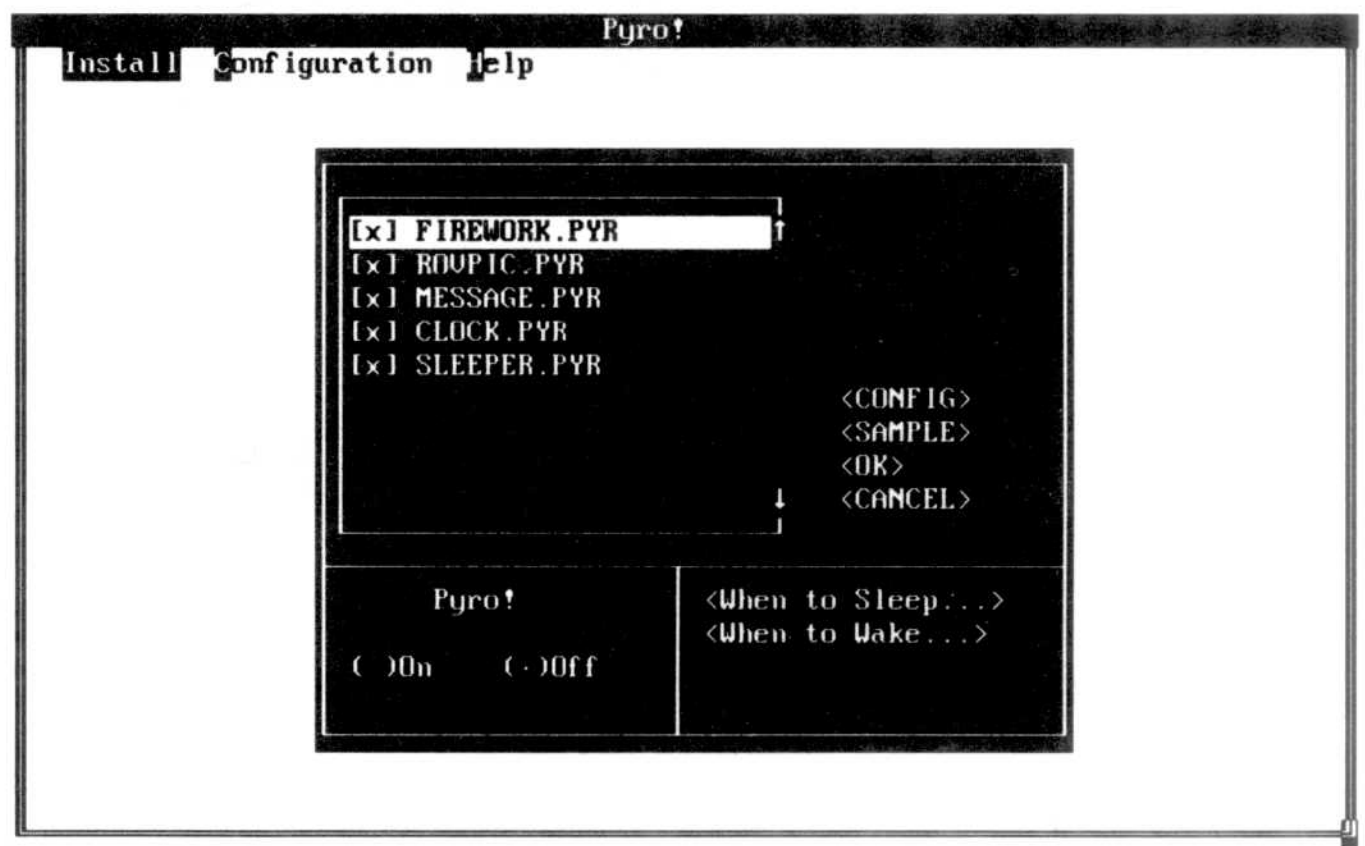 Pyro!
Install Configuration Help
[x] FIREWORK.PYR
[x] ROVPIC.PYR
[x] MESSAGE.PYR
[x] CLOCK.PYR
[x] SLEEPER.PYR
<CONFIG>
<SAMPLE>
<OK>
<CANCEL>
Pyro!
( )On (·)Off
<When to Sleep...>
<When to Wake...>